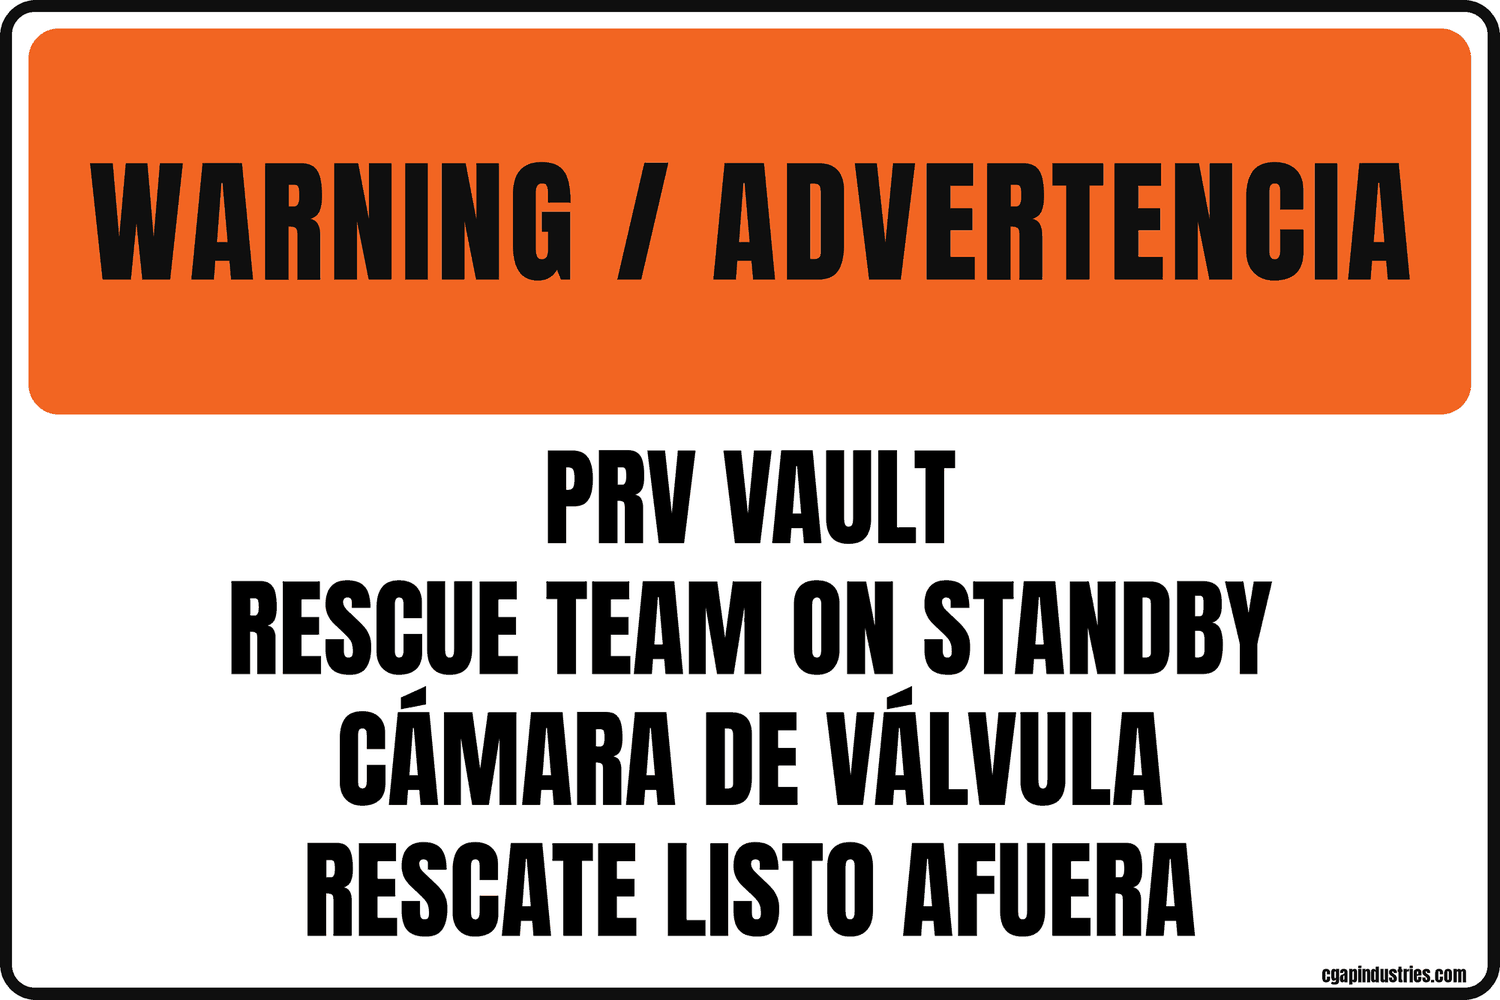 WARNING / ADVERTENCIA
PRV VAULT
RESCUE TEAM ON STANDBY
CÁMARA DE VÁLVULA
RESCATE LISTO AFUERA
cgapindustries.com